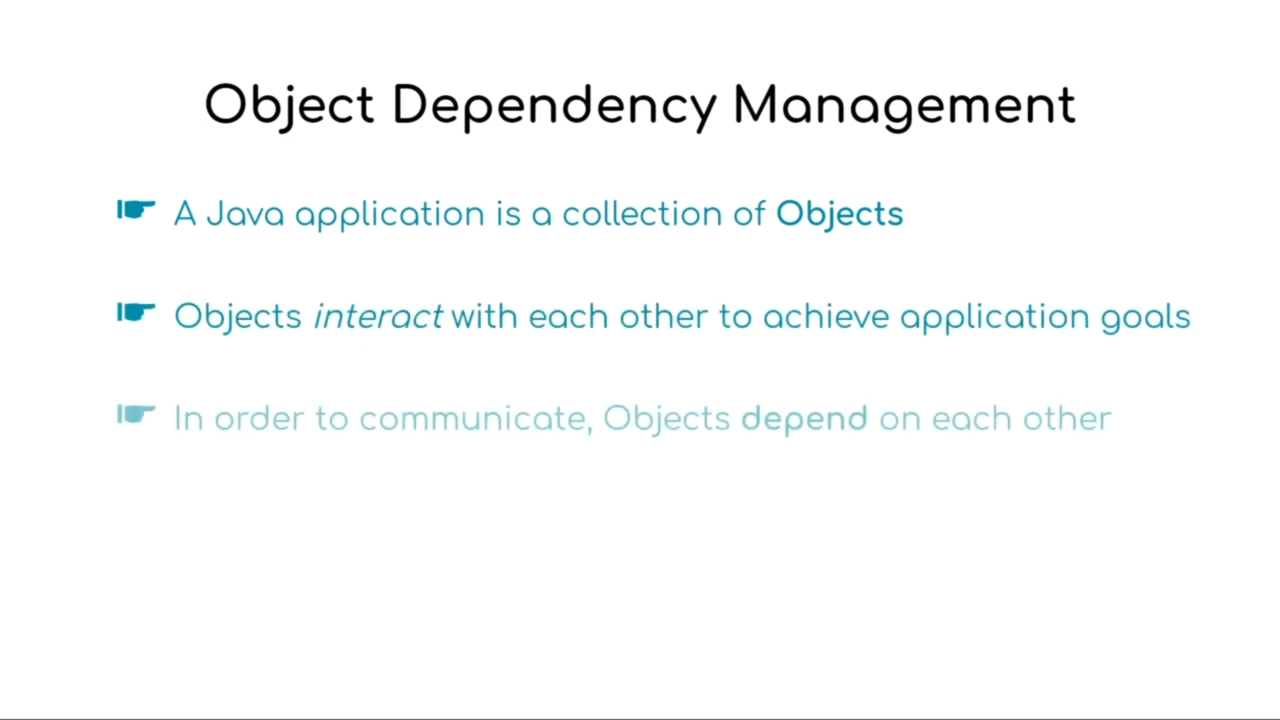 Object Dependency Management
☛ A Java application is a collection of Objects
☛ Objects interact with each other to achieve application goals
☛ In order to communicate, Objects depend on each other